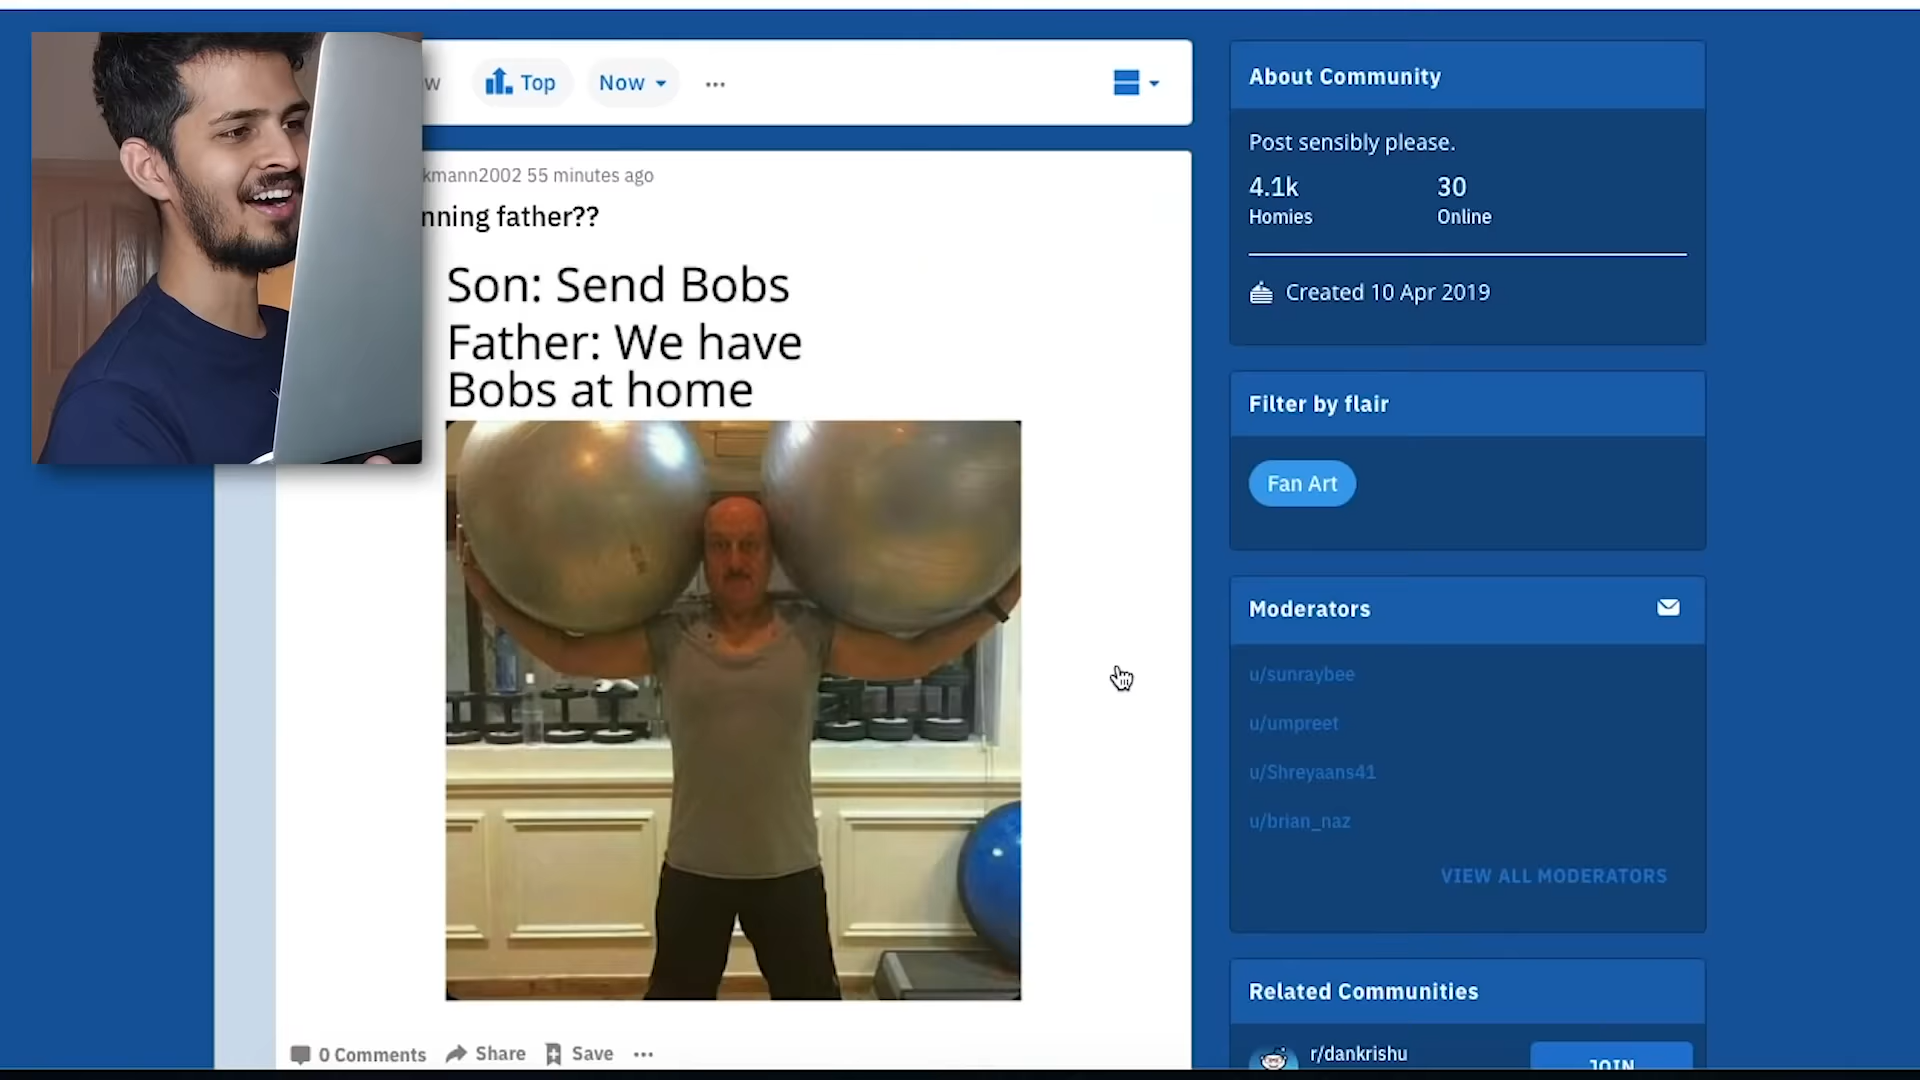 w
Top
Now
...
kmann2002 55 minutes ago
nning father??
Son: Send Bobs
Father: We have
Bobs at home
0 Comments
Share
Save
...
About Community
Post sensibly please.
4.1k
30
Homies
Online
Created 10 Apr 2019
Filter by flair
Fan Art
Moderators
u/sunraybee
u/umpreet
u/Shreyaans41
u/brian_naz
VIEW ALL MODERATORS
Related Communities
r/dankrishu
JOIN